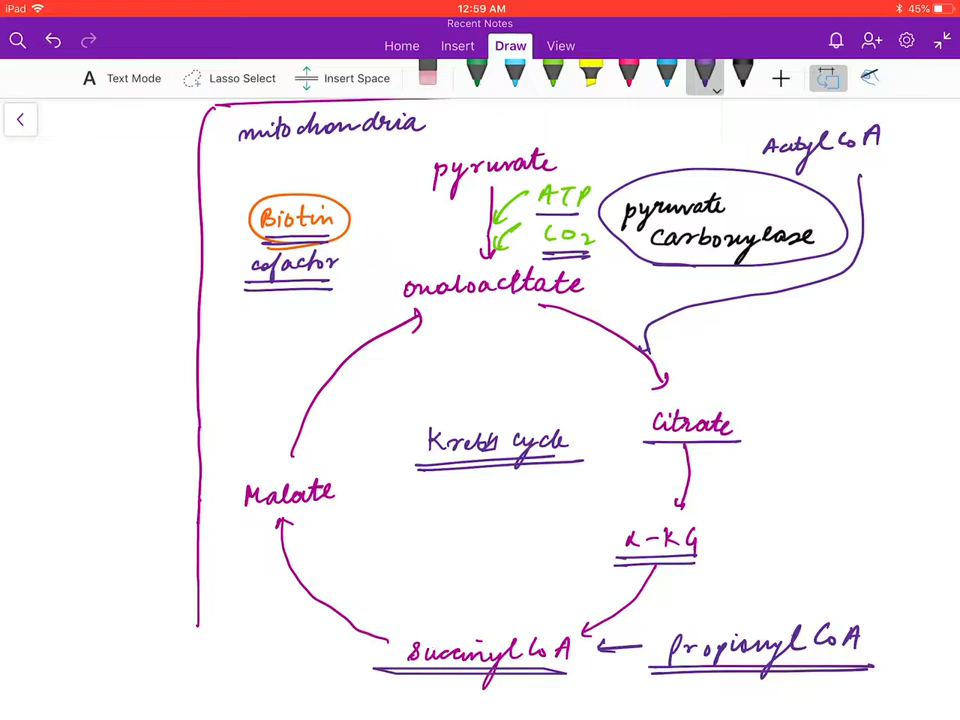 iPad
12:59 AM
45%
Recent Notes
Home
Insert
Draw
View
A Text Mode
Lasso Select
Insert Space
mitochondria
Acetyl CoA
pyruvate
ATP
CO2
pyruvate
carboxylase
Biotin
cofactor
oxaloacetate
Citrate
Krebs cycle
Malate
α-KG
Succinyl CoA
Propionyl CoA